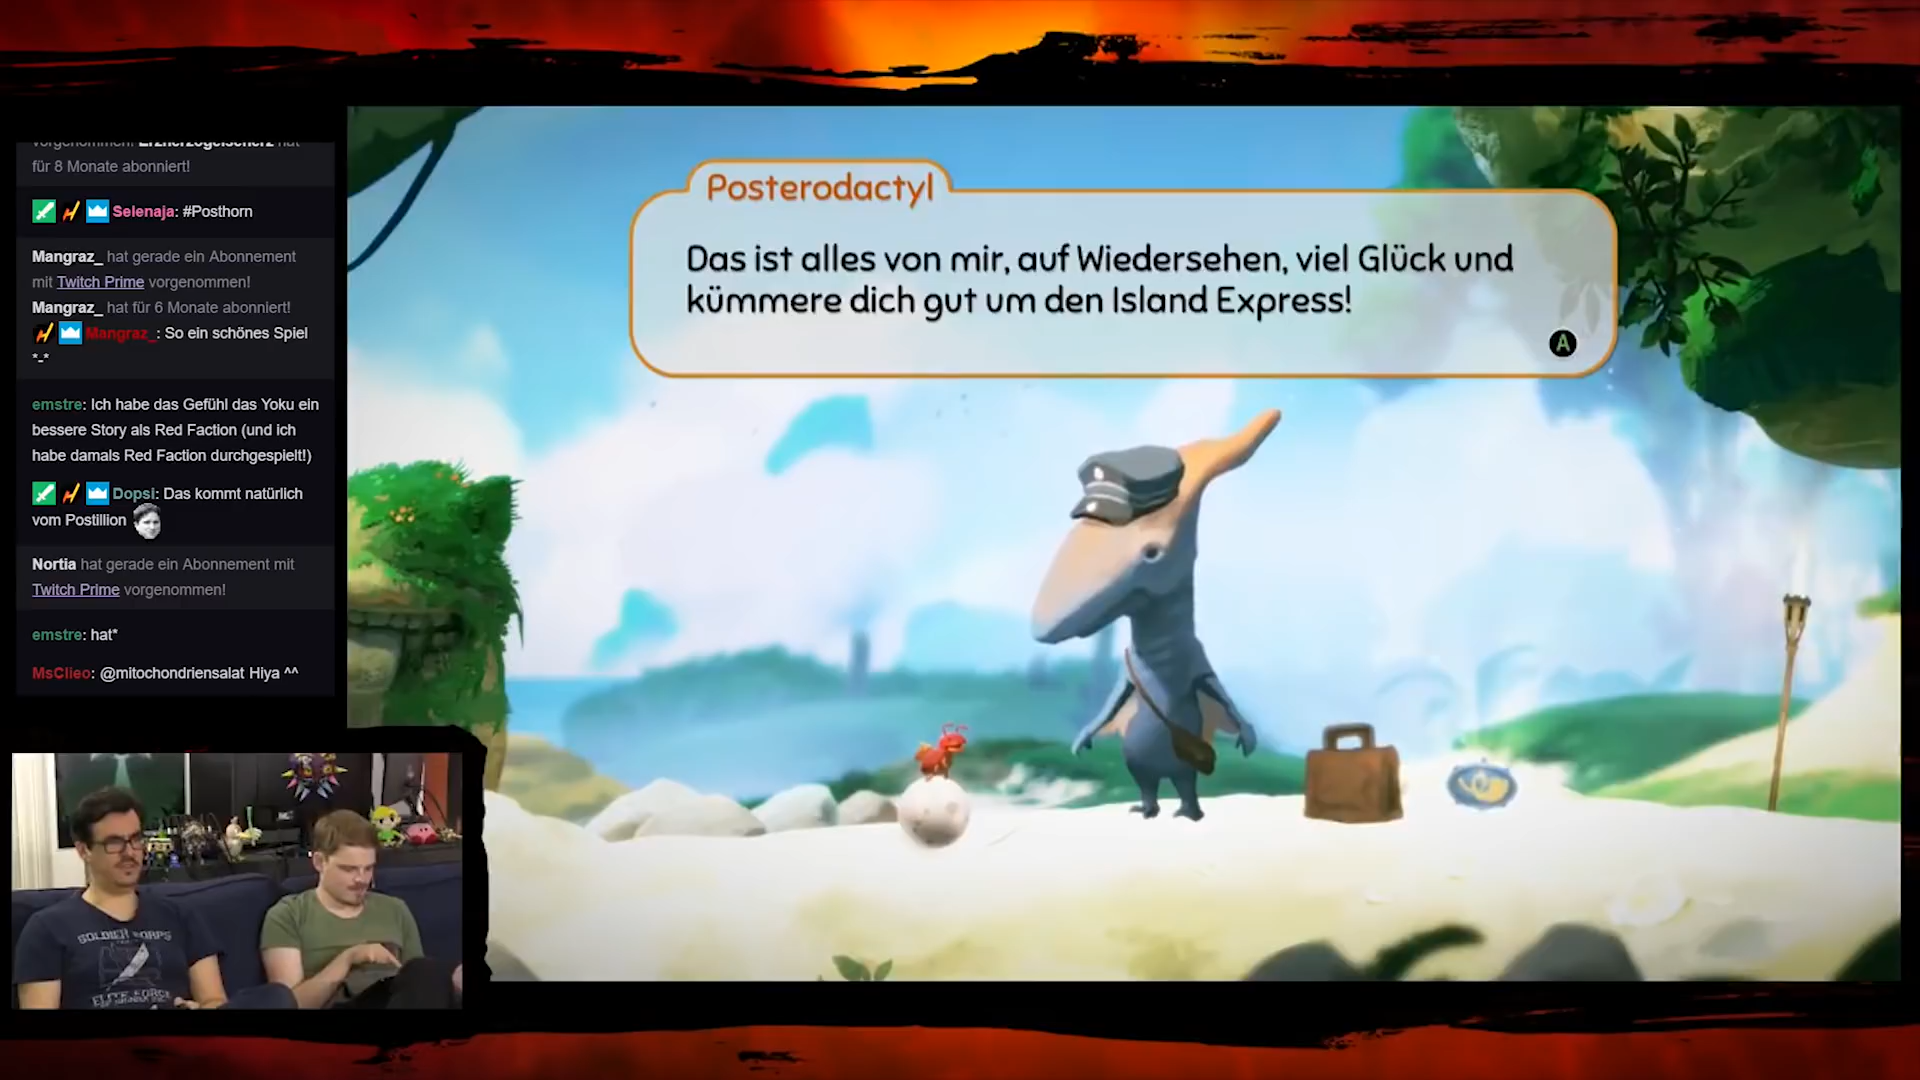 für 8 Monate abonniert!
Selenaja: #Posthorn
Mangraz_ hat gerade ein Abonnement
mit Twitch Prime vorgenommen!
Mangraz_ hat für 6 Monate abonniert!
Mangraz_: So ein schönes Spiel
*-*
emstre: Ich habe das Gefühl das Yoku ein
bessere Story als Red Faction (und ich
habe damals Red Faction durchgespielt!)
Dopsi: Das kommt natürlich
vom Postillion
Nortia hat gerade ein Abonnement mit
Twitch Prime vorgenommen!
emstre: hat*
MsClieo: @mitochondriensalat Hiya ^^
Posterodactyl
Das ist alles von mir, auf Wiedersehen, viel Glück und
kümmere dich gut um den Island Express!
A
SOLDIER CORPS
ELITE FORCE